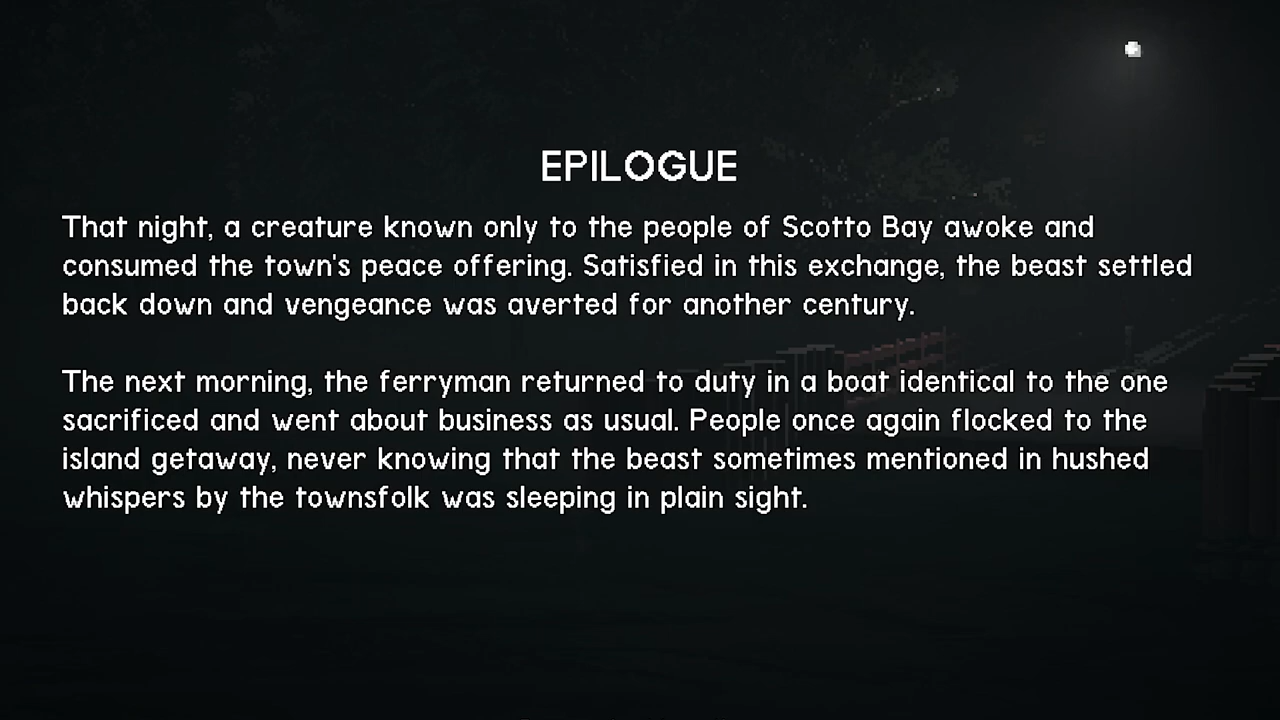 EPILOGUE
That night, a creature known only to the people of Scotto Bay awoke and
consumed the town's peace offering. Satisfied in this exchange, the beast settled
back down and vengeance was averted for another century.
The next morning, the ferryman returned to duty in a boat identical to the one
sacrificed and went about business as usual. People once again flocked to the
island getaway, never knowing that the beast sometimes mentioned in hushed
whispers by the townsfolk was sleeping in plain sight.